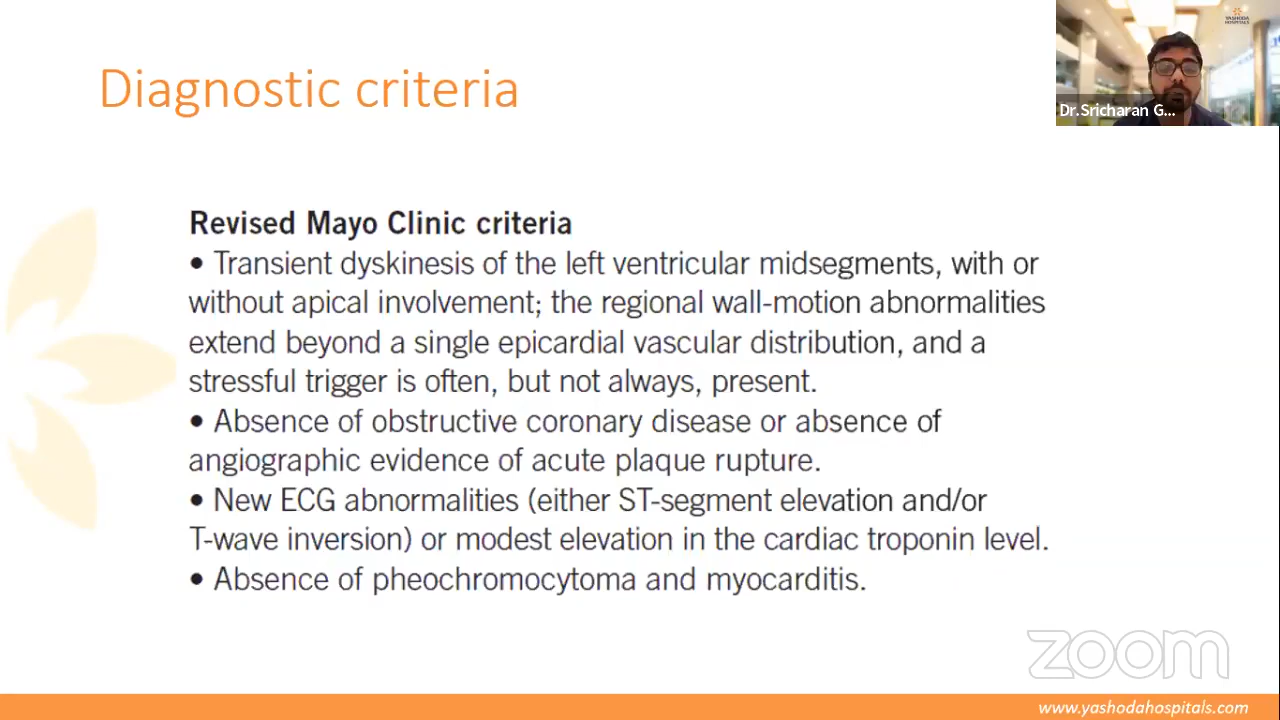 Diagnostic criteria
YASHODA
HOSPITALS
Dr.Sricharan G...
Revised Mayo Clinic criteria
• Transient dyskinesis of the left ventricular midsegments, with or
without apical involvement; the regional wall-motion abnormalities
extend beyond a single epicardial vascular distribution, and a
stressful trigger is often, but not always, present.
• Absence of obstructive coronary disease or absence of
angiographic evidence of acute plaque rupture.
• New ECG abnormalities (either ST-segment elevation and/or
T-wave inversion) or modest elevation in the cardiac troponin level.
• Absence of pheochromocytoma and myocarditis.
zoom
www.yashodahospitals.com